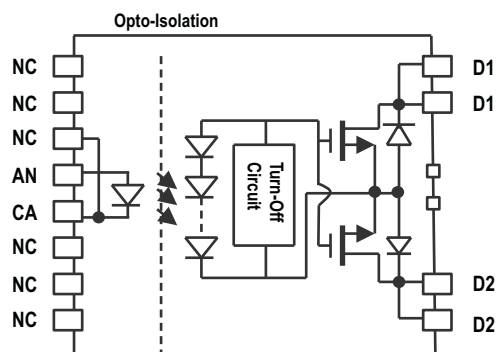 Opto-Isolation
NC
NC
NC
AN
CA
NC
NC
NC
Turn-Off
Circuit
D1
D1
D2
D2